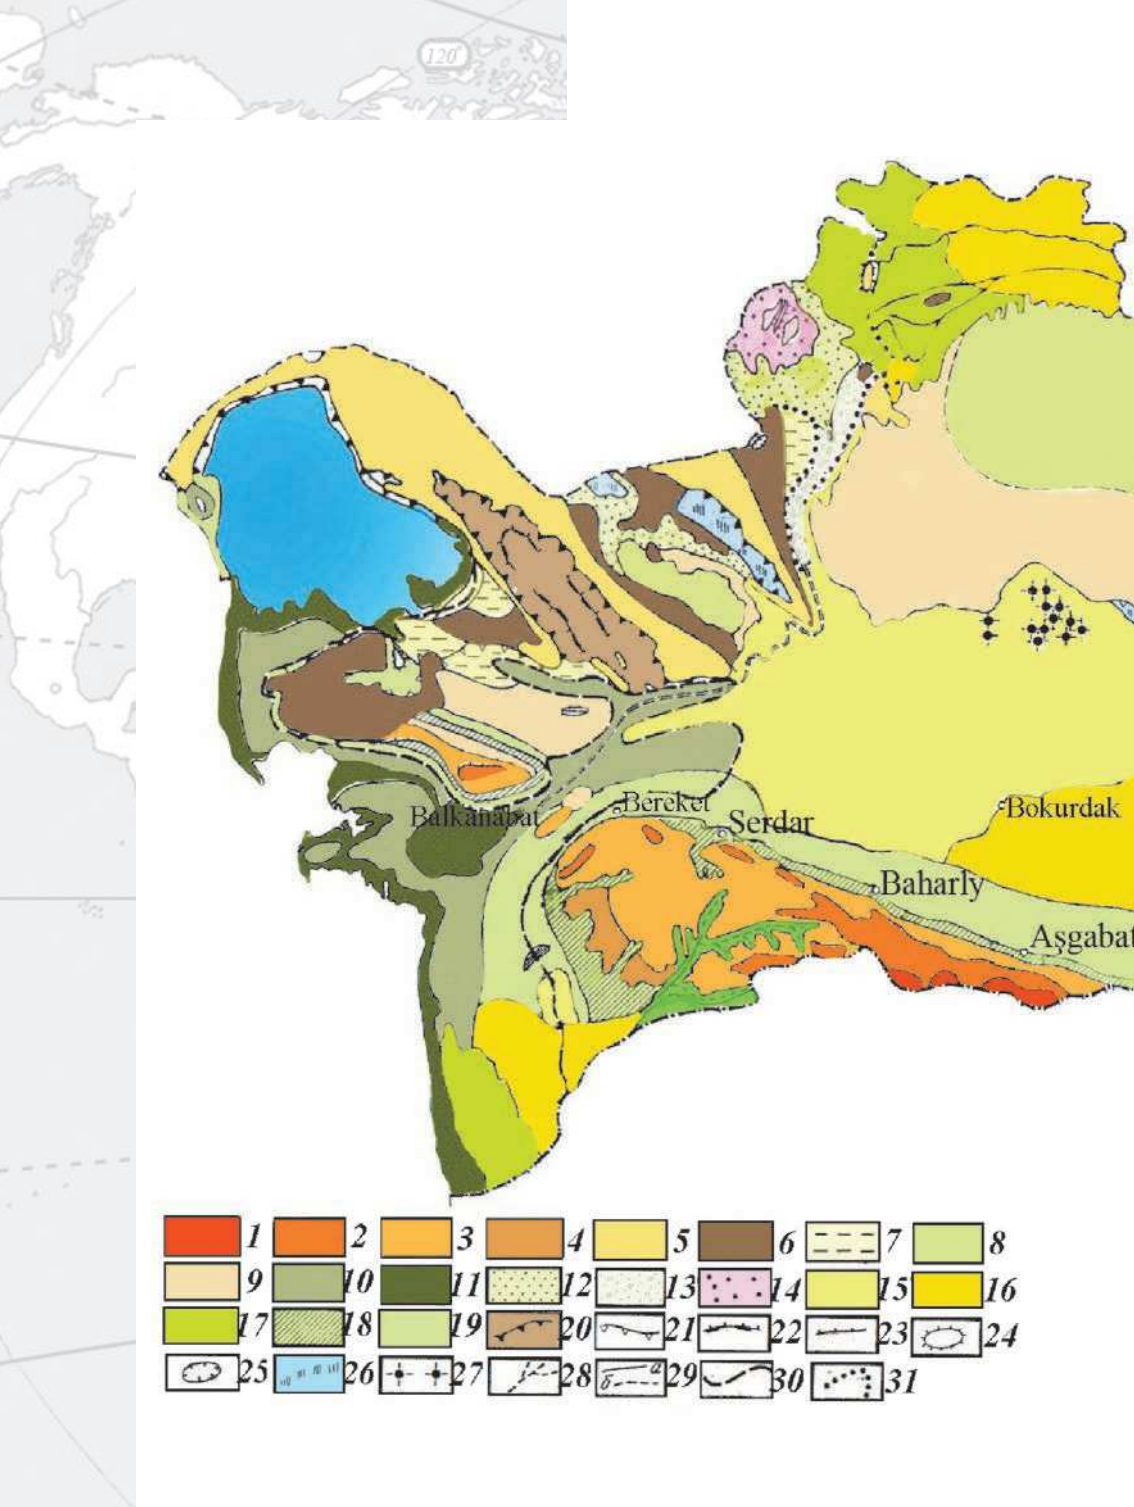 120°
Bereket
Balkanabat
Serdar
Bokurdak
Baharly
Aşgabat
1 2 3 4 5 6 7 8
9 10 11 12 13 14 15 16
17 18 19 20 21 22 23 24
25 26 27 28 а б 29 30 31